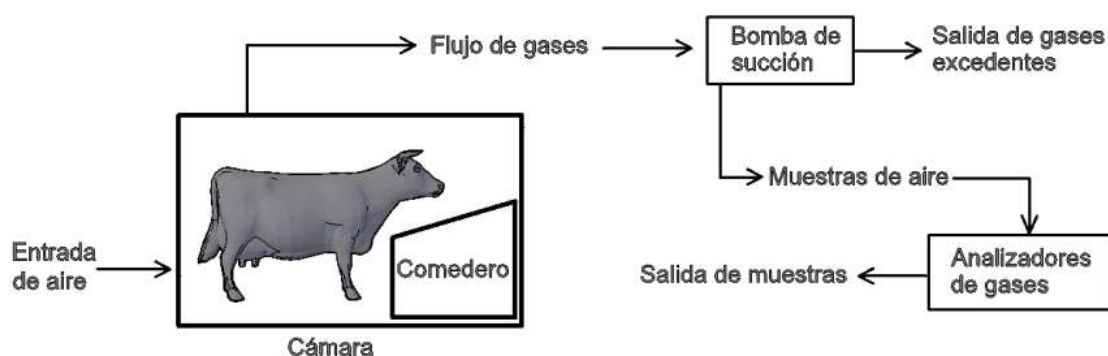 Flujo de gases
Bomba de
succión
Salida de gases
excedentes
Muestras de aire
Entrada
de aire
Comedero
Salida de muestras
Analizadores
de gases
Cámara